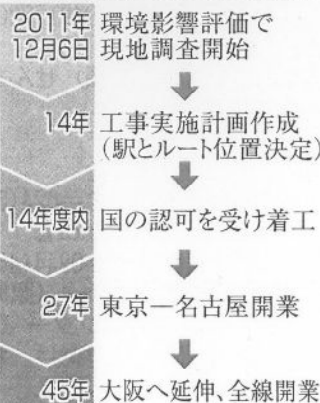 2011年 環境影響評価で
12月6日 現地調査開始
14年 工事実施計画作成
(駅とルート位置決定)
14年度内 国の認可を受け着工
27年 東京―名古屋開業
45年 大阪へ延伸、全線開業